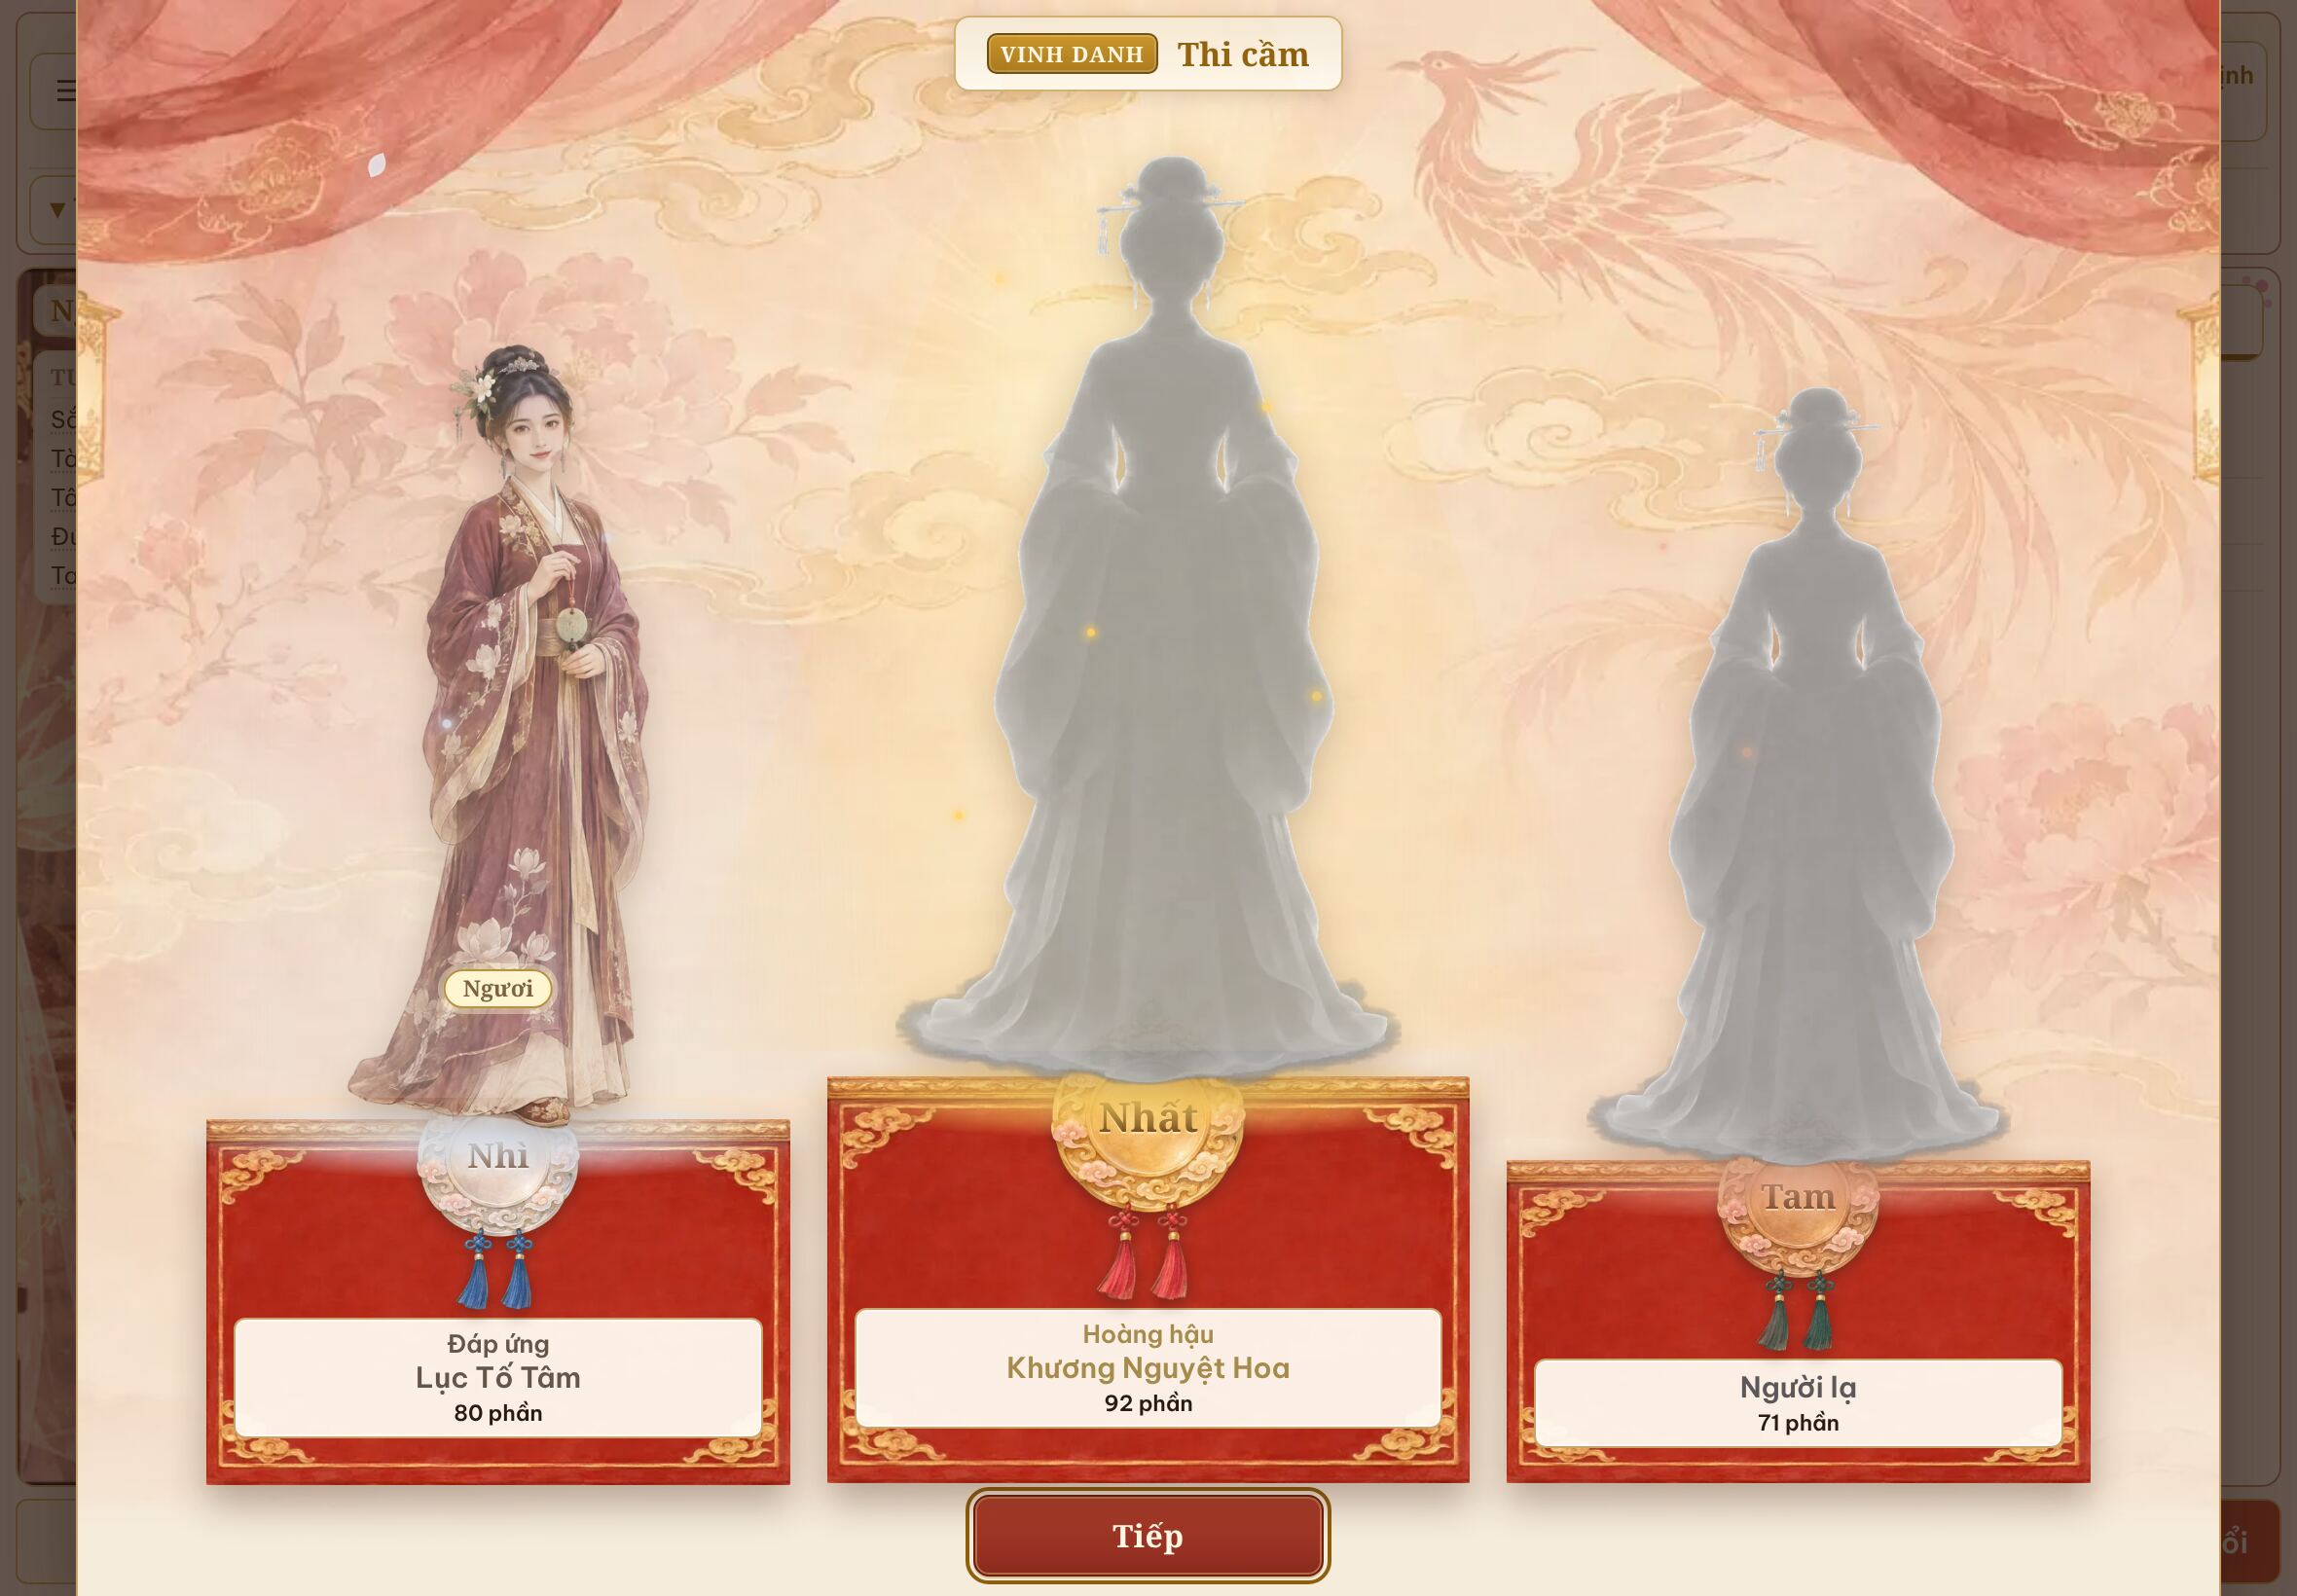 VINH DANH Thi cầm
Ngươi
Nhì
Đáp ứng
Lục Tố Tâm
80 phần
Nhất
Hoàng hậu
Khương Nguyệt Hoa
92 phần
Tam
Người lạ
71 phần
Tiếp